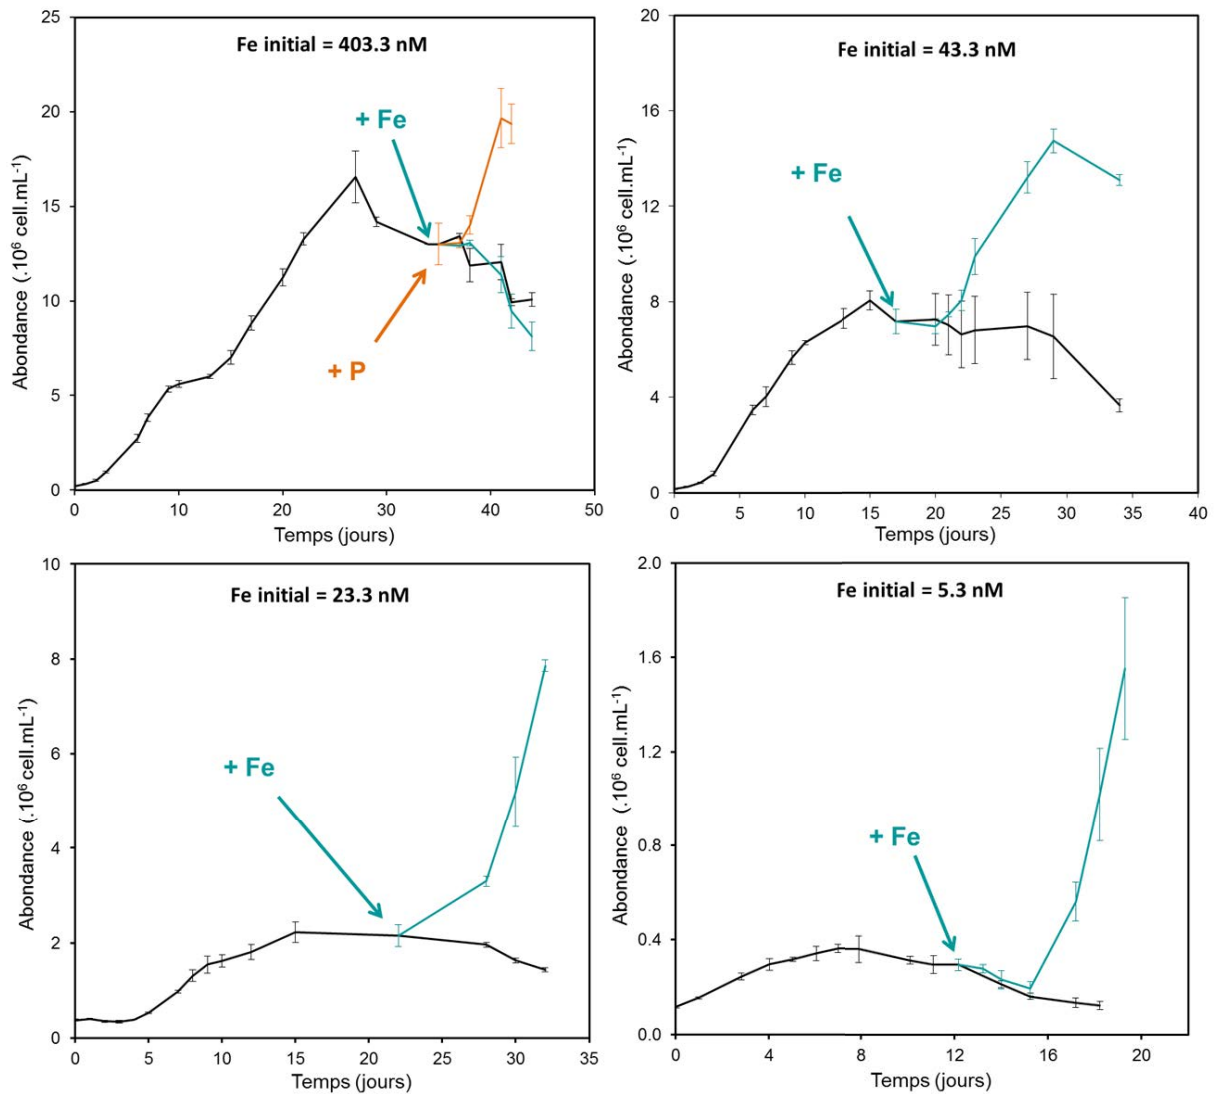 Fe initial = 403.3 nM
25
20
15
10
5
0
Abondance (.10⁶ cell.mL⁻¹)
+ Fe
+ P
0 10 20 30 40 50
Temps (jours)
Fe initial = 43.3 nM
20
16
12
8
4
0
Abondance (.10⁶ cell.mL⁻¹)
+ Fe
0 5 10 15 20 25 30 35 40
Temps (jours)
Fe initial = 23.3 nM
10
8
6
4
2
0
Abondance (.10⁶ cell.mL⁻¹)
+ Fe
0 5 10 15 20 25 30 35
Temps (jours)
Fe initial = 5.3 nM
2.0
1.6
1.2
0.8
0.4
0.0
Abondance (.10⁶ cell.mL⁻¹)
+ Fe
0 4 8 12 16 20
Temps (jours)